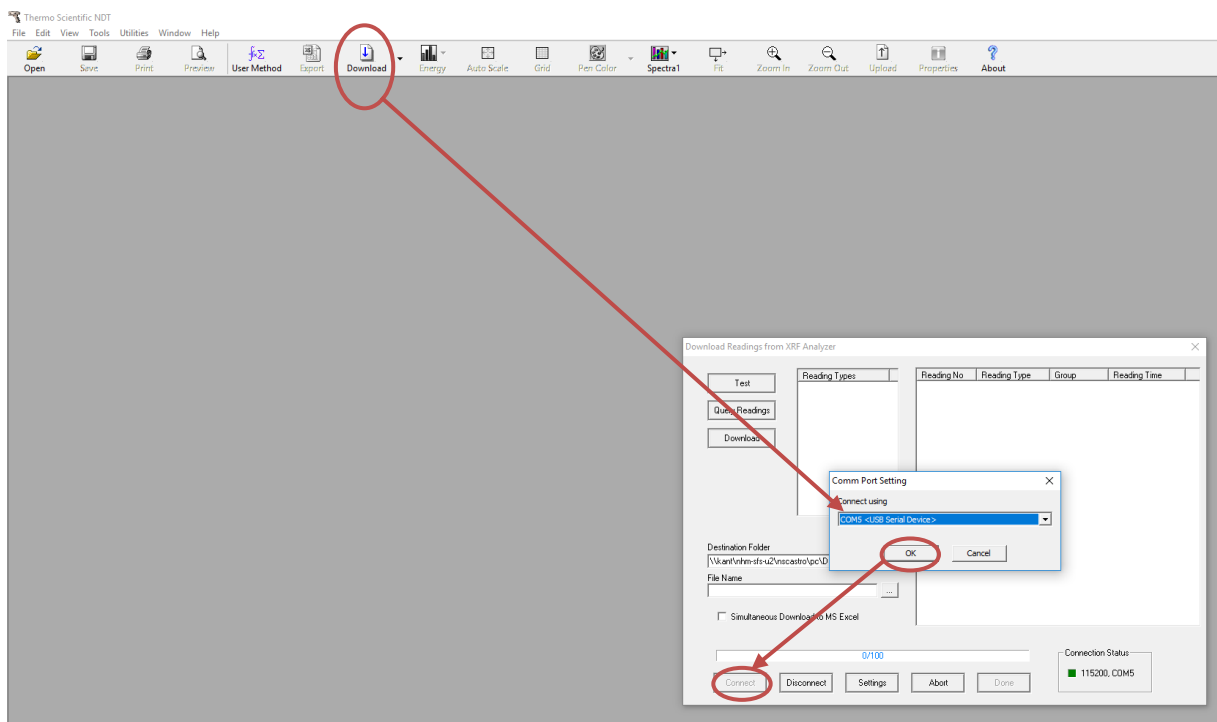 Thermo Scientific NDT
File Edit View Tools Utilities Window Help
Open Save Print Preview User Method Export Download Energy Auto Scale Grid Pen Color Spectra1 Fit Zoom In Zoom Out Upload Properties About
Download Readings from XRF Analyzer
Test
Query Readings
Download
Reading Types
Reading No Reading Type Group Reading Time
Comm Port Setting
Connect using
COM5 <USB Serial Device>
OK Cancel
Destination Folder
\\kant\nhm-sfs-u2\nscastro\pc\D
File Name
...
Simultaneous Download to MS Excel
0/100
Connection Status
115200, COM5
Connect Disconnect Settings Abort Done